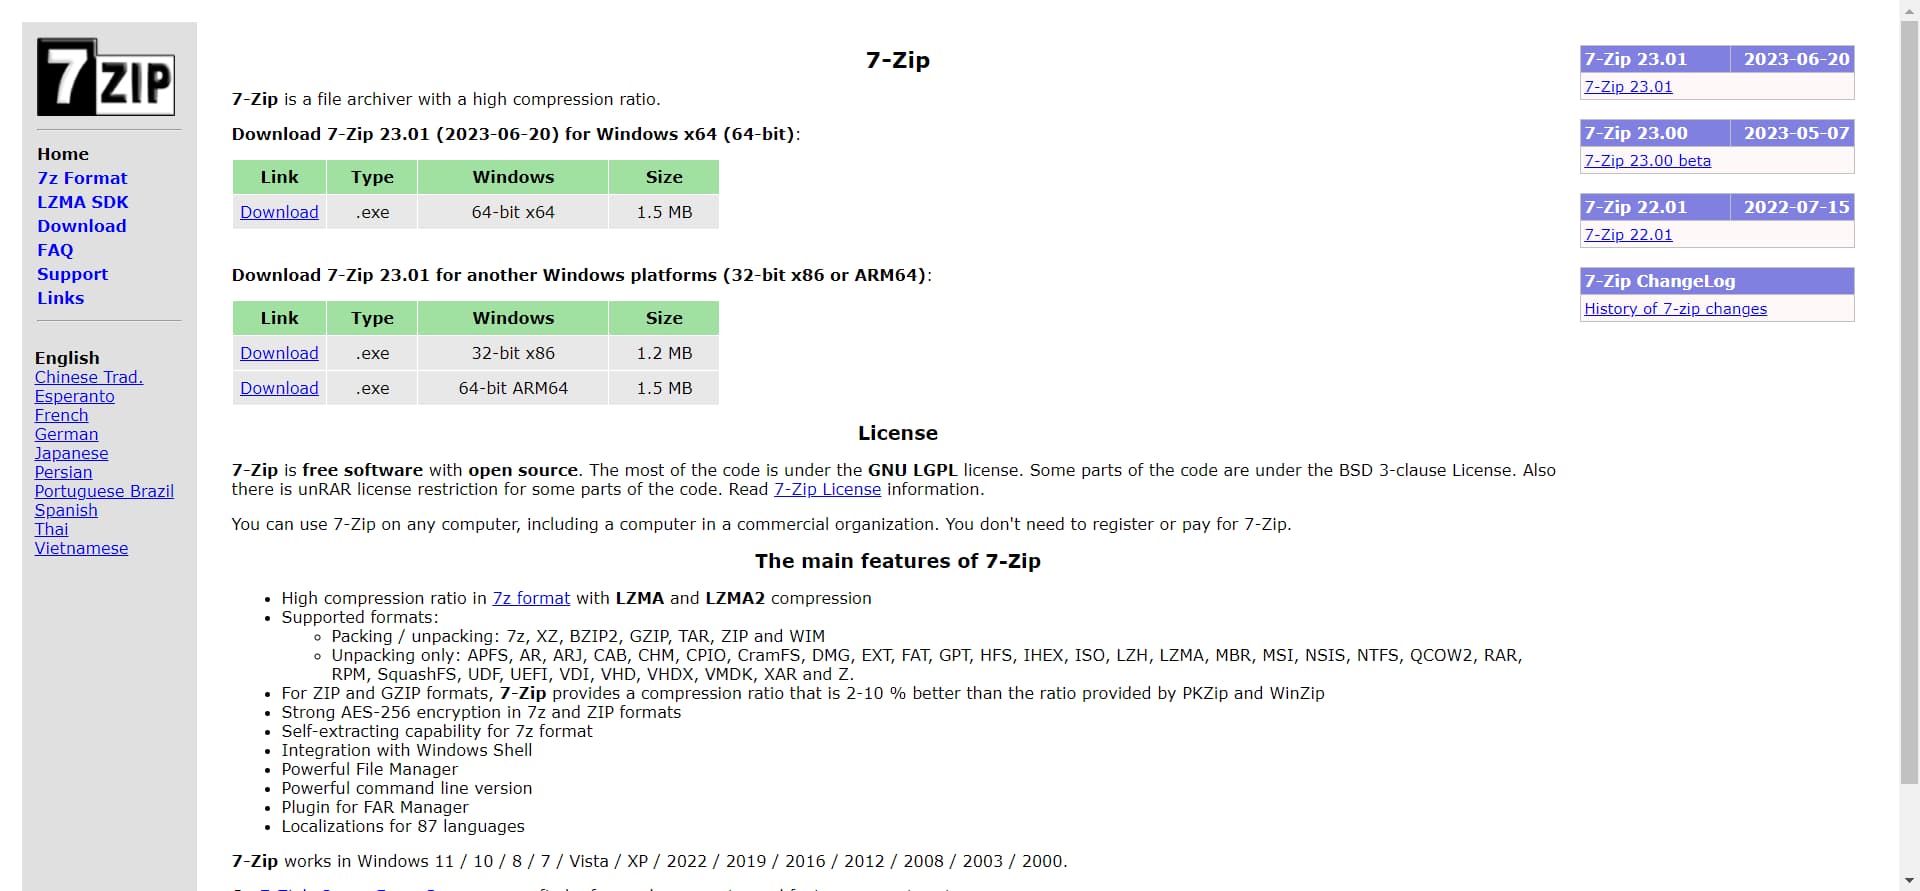 7ZIP
Home
7z Format
LZMA SDK
Download
FAQ
Support
Links
English
Chinese Trad.
Esperanto
French
German
Japanese
Persian
Portuguese Brazil
Spanish
Thai
Vietnamese
7-Zip
7-Zip is a file archiver with a high compression ratio.
Download 7-Zip 23.01 (2023-06-20) for Windows x64 (64-bit):
Link Type Windows Size
Download .exe 64-bit x64 1.5 MB
Download 7-Zip 23.01 for another Windows platforms (32-bit x86 or ARM64):
Link Type Windows Size
Download .exe 32-bit x86 1.2 MB
Download .exe 64-bit ARM64 1.5 MB
License
7-Zip is free software with open source. The most of the code is under the GNU LGPL license. Some parts of the code are under the BSD 3-clause License. Also
there is unRAR license restriction for some parts of the code. Read 7-Zip License information.
You can use 7-Zip on any computer, including a computer in a commercial organization. You don't need to register or pay for 7-Zip.
The main features of 7-Zip
High compression ratio in 7z format with LZMA and LZMA2 compression
Supported formats:
Packing / unpacking: 7z, XZ, BZIP2, GZIP, TAR, ZIP and WIM
Unpacking only: APFS, AR, ARJ, CAB, CHM, CPIO, CramFS, DMG, EXT, FAT, GPT, HFS, IHEX, ISO, LZH, LZMA, MBR, MSI, NSIS, NTFS, QCOW2, RAR,
RPM, SquashFS, UDF, UEFI, VDI, VHD, VHDX, VMDK, XAR and Z.
For ZIP and GZIP formats, 7-Zip provides a compression ratio that is 2-10 % better than the ratio provided by PKZip and WinZip
Strong AES-256 encryption in 7z and ZIP formats
Self-extracting capability for 7z format
Integration with Windows Shell
Powerful File Manager
Powerful command line version
Plugin for FAR Manager
Localizations for 87 languages
7-Zip works in Windows 11 / 10 / 8 / 7 / Vista / XP / 2022 / 2019 / 2016 / 2012 / 2008 / 2003 / 2000.
7-Zip 23.01 2023-06-20
7-Zip 23.01
7-Zip 23.00 2023-05-07
7-Zip 23.00 beta
7-Zip 22.01 2022-07-15
7-Zip 22.01
7-Zip ChangeLog
History of 7-zip changes